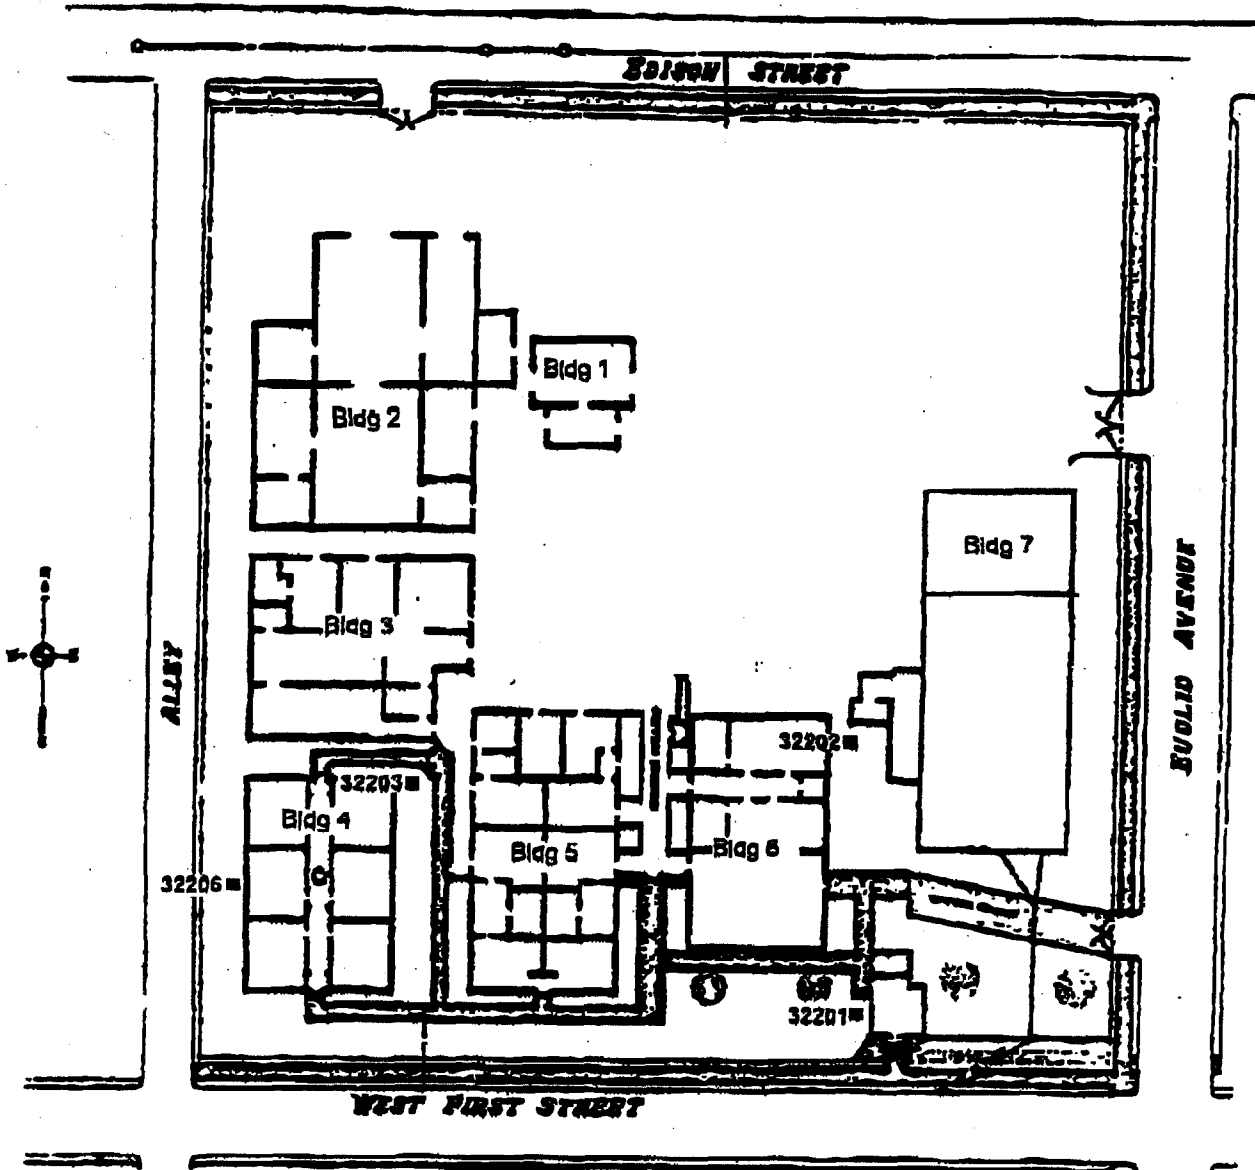 EDISON STREET
Bldg 1
Bldg 2
Bldg 7
Bldg 3
ALLEY
EUCLID AVENUE
32202
32203
Bldg 4
Bldg 5
Bldg 6
32206
32201
WEST FIRST STREET